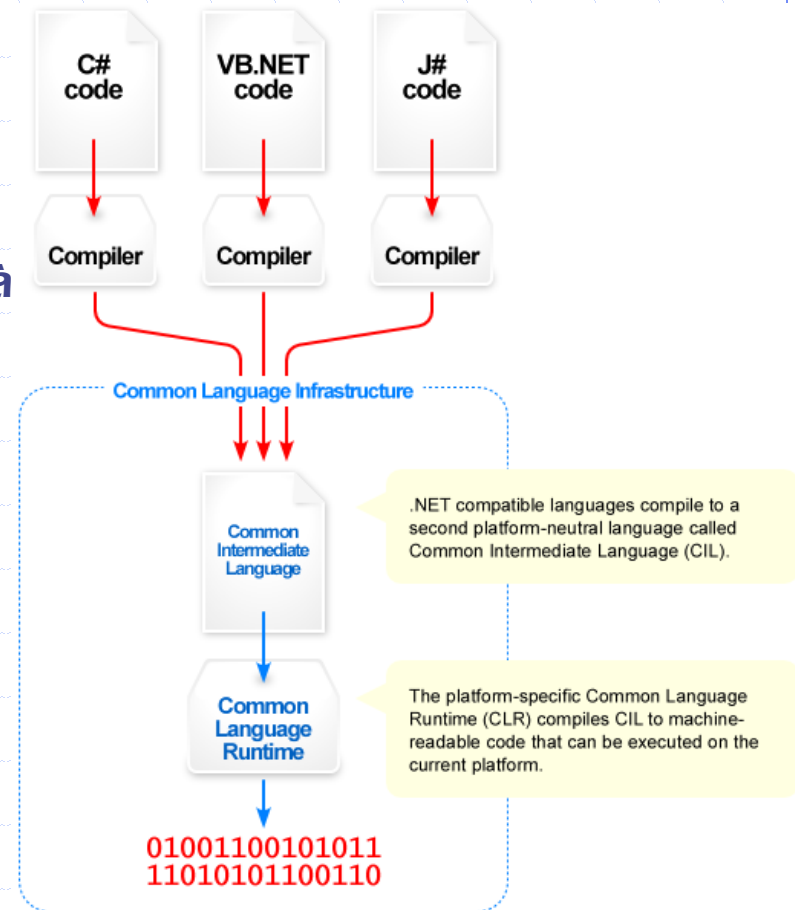 C#
code
VB.NET
code
J#
code
Compiler
Compiler
Compiler
à
Common Language Infrastructure
Common
Intermediate
Language
.NET compatible languages compile to a
second platform-neutral language called
Common Intermediate Language (CIL).
Common
Language
Runtime
The platform-specific Common Language
Runtime (CLR) compiles CIL to machine-
readable code that can be executed on the
current platform.
01001100101011
11010101100110